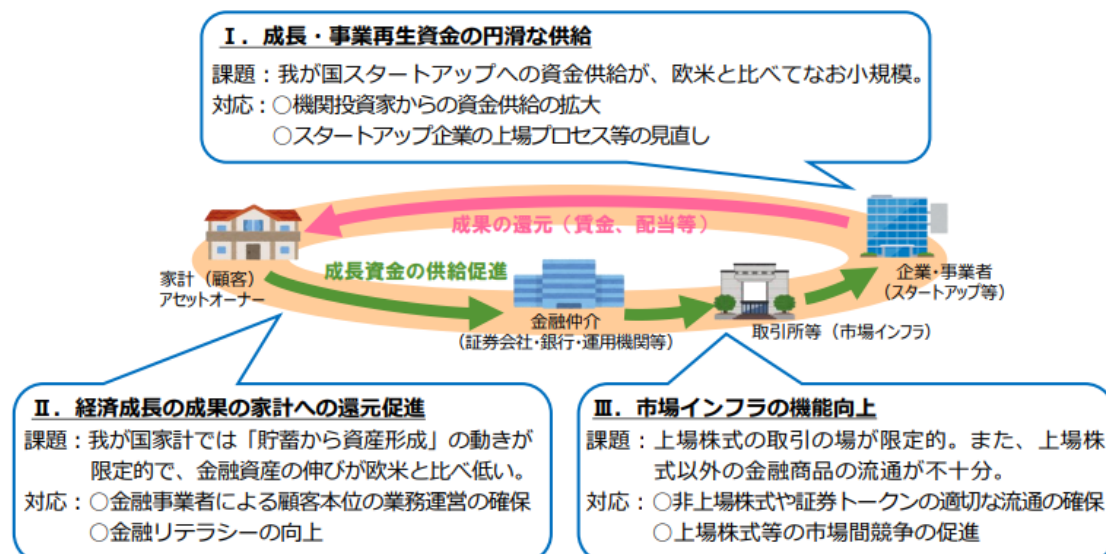 Ⅰ．成長・事業再生資金の円滑な供給
課題：我が国スタートアップへの資金供給が、欧米と比べてなお小規模。
対応：○機関投資家からの資金供給の拡大
○スタートアップ企業の上場プロセス等の見直し
成果の還元（賃金、配当等）
家計（顧客）
アセットオーナー
成長資金の供給促進
金融仲介
（証券会社・銀行・運用機関等）
取引所等（市場インフラ）
企業・事業者
（スタートアップ等）
Ⅱ．経済成長の成果の家計への還元促進
課題：我が国家計では「貯蓄から資産形成」の動きが
限定的で、金融資産の伸びが欧米と比べ低い。
対応：○金融事業者による顧客本位の業務運営の確保
○金融リテラシーの向上
Ⅲ．市場インフラの機能向上
課題：上場株式の取引の場が限定的。また、上場株
式以外の金融商品の流通が不十分。
対応：○非上場株式や証券トークンの適切な流通の確保
○上場株式等の市場間競争の促進